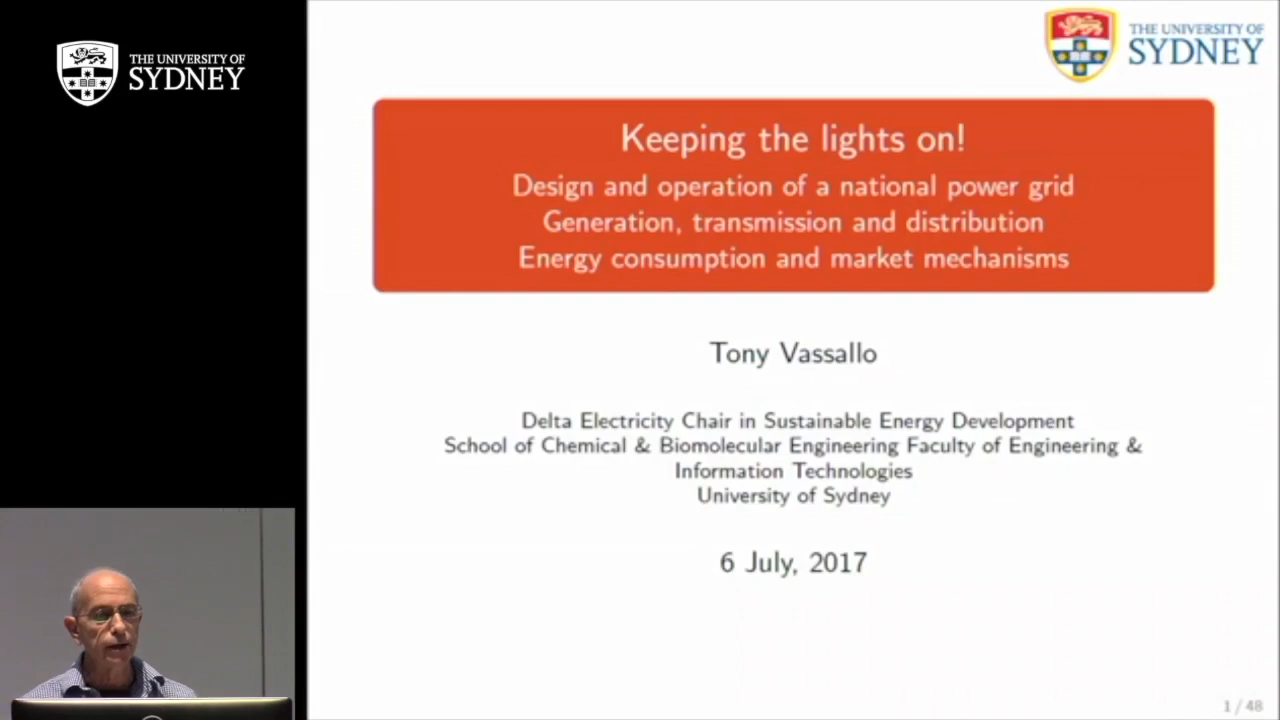 THE UNIVERSITY OF
SYDNEY
THE UNIVERSITY OF
SYDNEY
Keeping the lights on!
Design and operation of a national power grid
Generation, transmission and distribution
Energy consumption and market mechanisms
Tony Vassallo
Delta Electricity Chair in Sustainable Energy Development
School of Chemical & Biomolecular Engineering Faculty of Engineering &
Information Technologies
University of Sydney
6 July, 2017
1 / 48